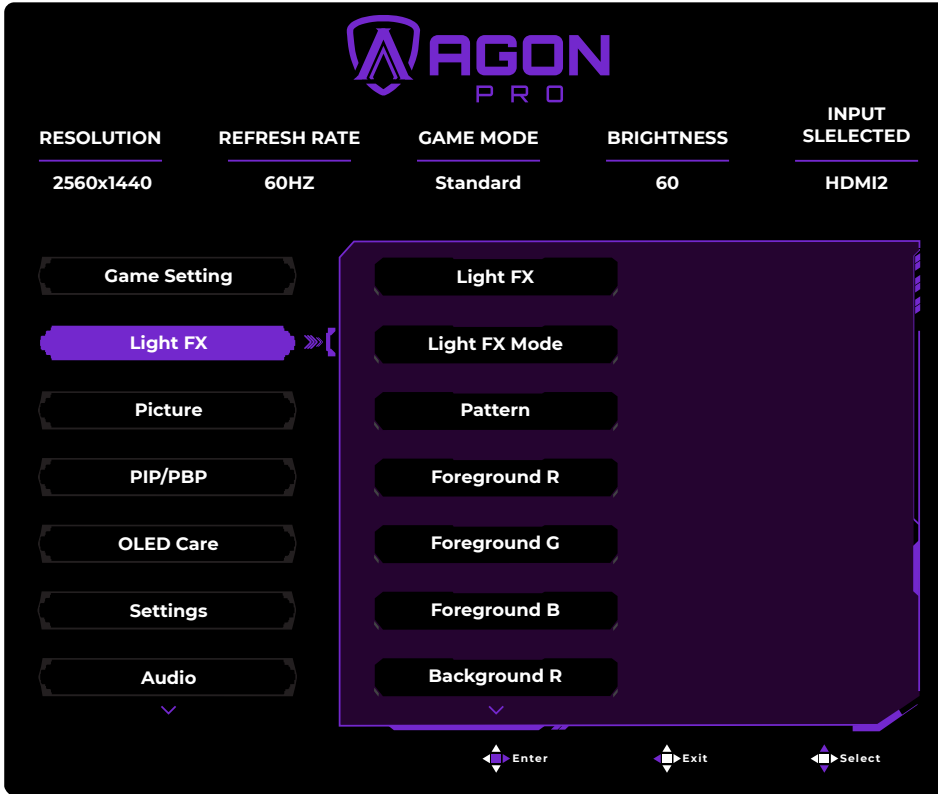 AGON
PRO
RESOLUTION REFRESH RATE GAME MODE BRIGHTNESS INPUT SLELECTED
2560x1440 60HZ Standard 60 HDMI2
Game Setting
Light FX
Picture
PIP/PBP
OLED Care
Settings
Audio
Light FX
Light FX Mode
Pattern
Foreground R
Foreground G
Foreground B
Background R
Enter Exit Select